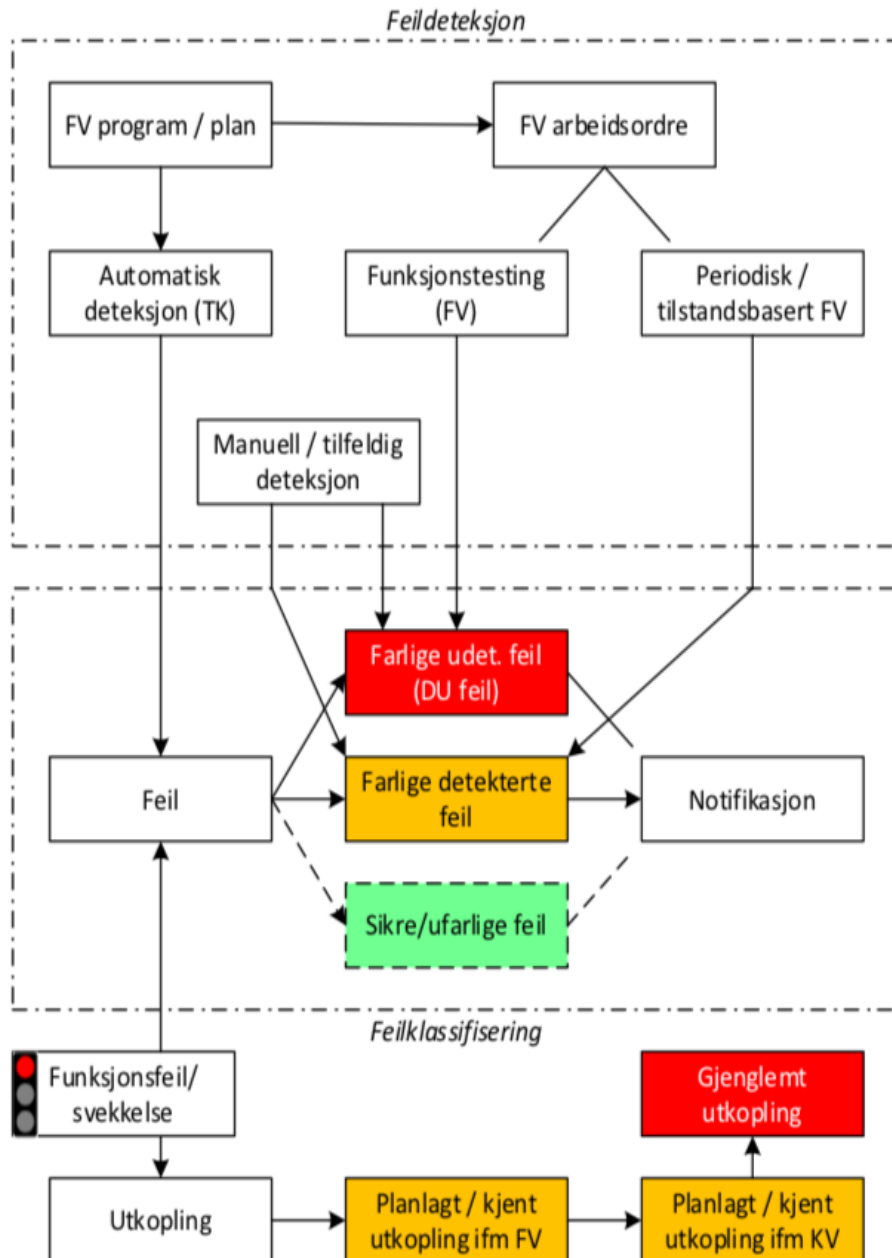 Feildeteksjon
FV program / plan
FV arbeidsordre
Automatisk
deteksjon (TK)
Funksjonstesting
(FV)
Periodisk /
tilstandsbasert FV
Manuell / tilfeldig
deteksjon
Farlige udet. feil
(DU feil)
Feil
Farlige detekterte
feil
Notifikasjon
Sikre/ufarlige feil
Feilklassifisering
Funksjonsfeil/
svekkelse
Gjenglemt
utkopling
Utkopling
Planlagt / kjent
utkopling ifm FV
Planlagt / kjent
utkopling ifm KV